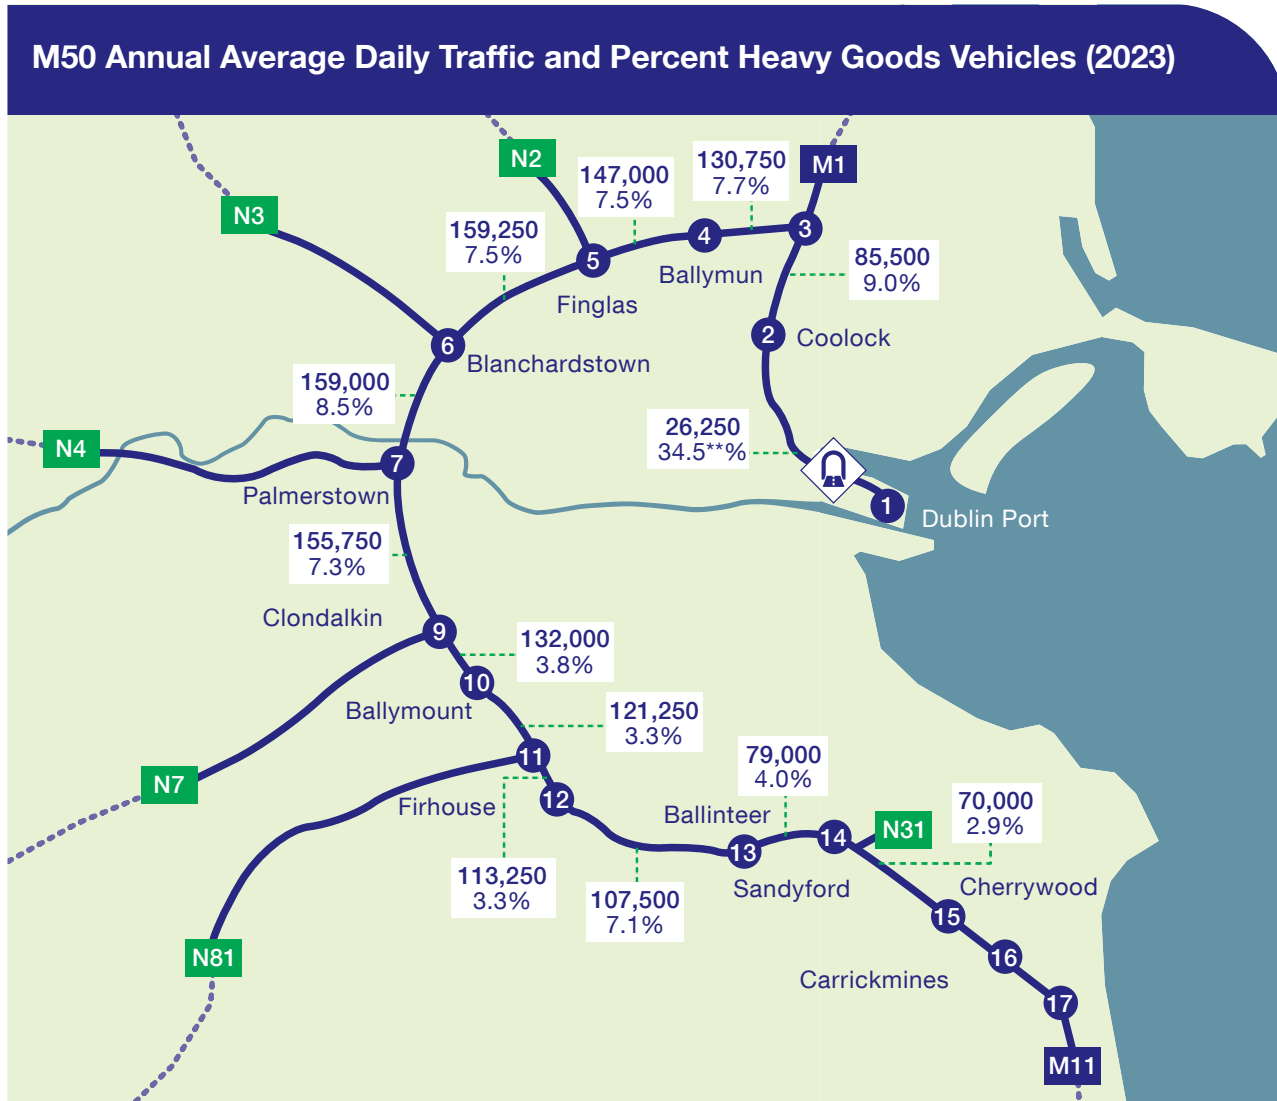 M50 Annual Average Daily Traffic and Percent Heavy Goods Vehicles (2023)
N2
M1
130,750
7.7%
147,000
7.5%
N3
159,250
7.5%
3
4
5
85,500
9.0%
Ballymun
Finglas
2
Coolock
6
Blanchardstown
159,000
8.5%
26,250
34.5**%
N4
7
Palmerstown
1
Dublin Port
155,750
7.3%
Clondalkin
9
132,000
3.8%
10
Ballymount
121,250
3.3%
11
N7
12
Firhouse
79,000
4.0%
Ballinteer
70,000
2.9%
N31
14
13
113,250
3.3%
107,500
7.1%
Sandyford
Cherrywood
15
N81
16
Carrickmines
17
M11